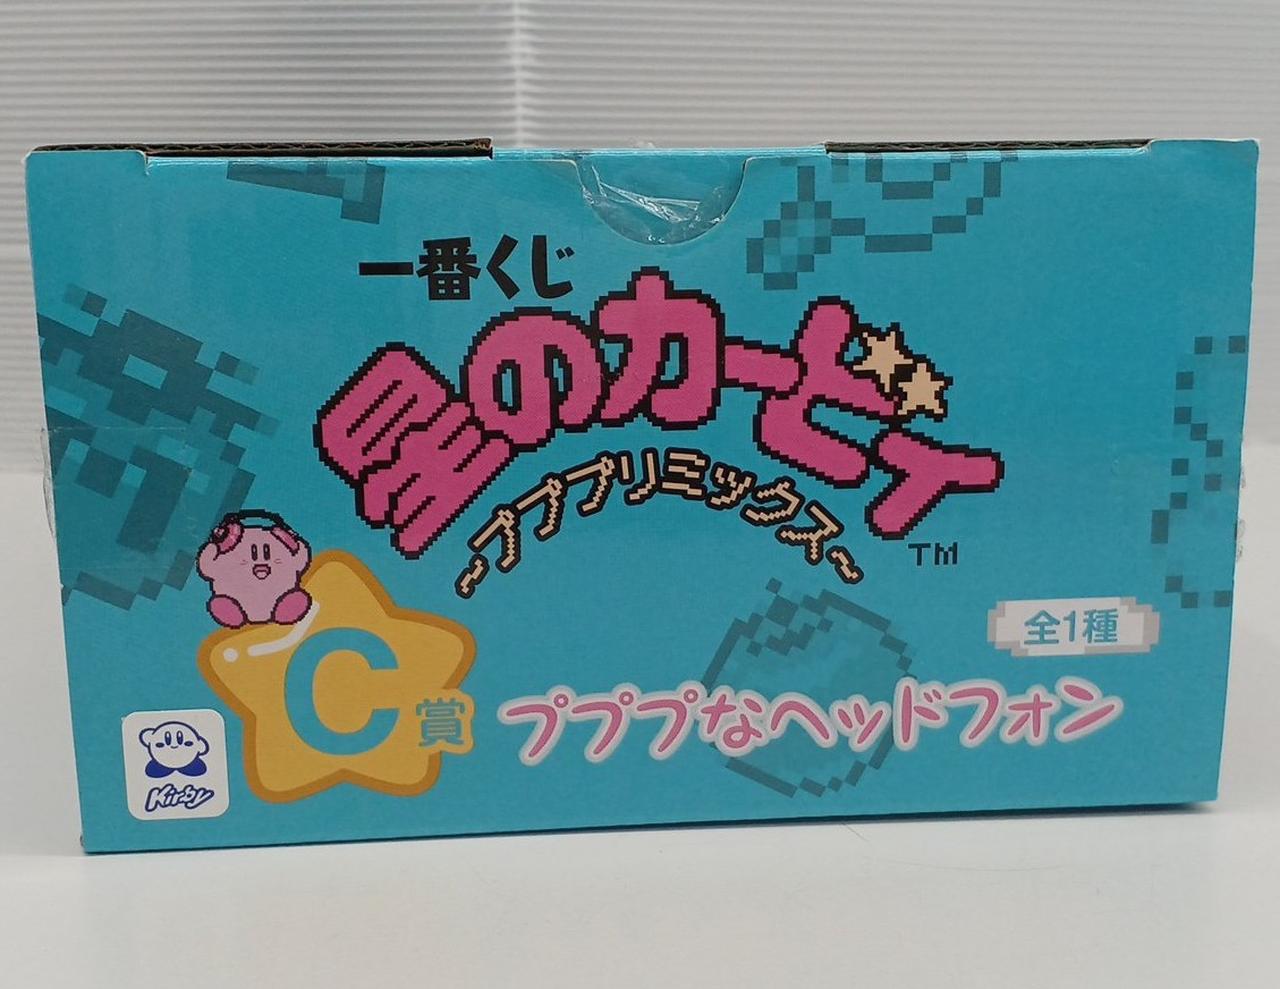 一番くじ
星のカービィ
～プププリミックス～
TM
全1種
C賞
プププなヘッドフォン
Kirby